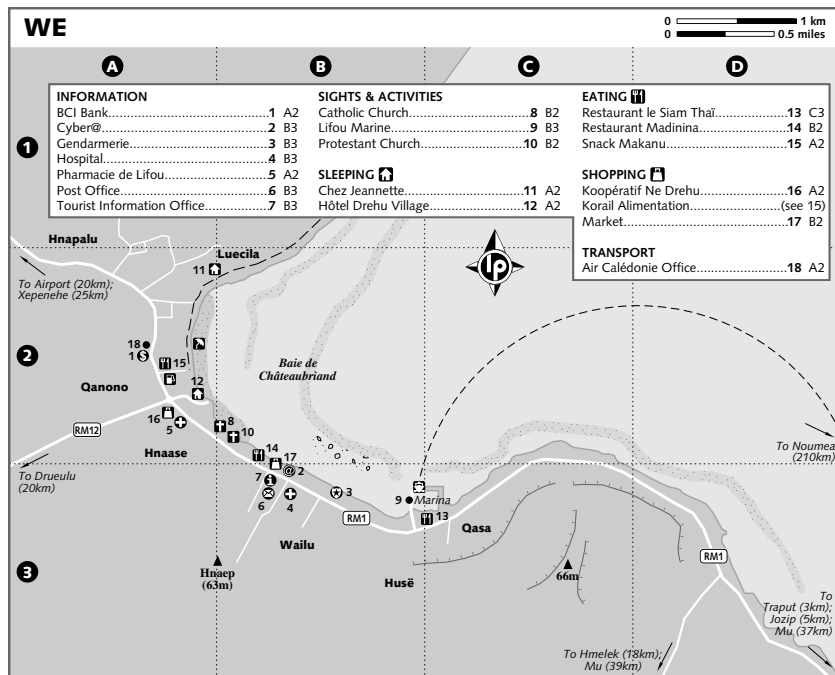 WE
0 1 km
0 0.5 miles
A B C D
1
INFORMATION
BCI Bank 1 A2
Cyber@ 2 B3
Gendarmerie 3 B3
Hospital 4 B3
Pharmacie de Lifou 5 A2
Post Office 6 B3
Tourist Information Office 7 B3
SIGHTS & ACTIVITIES
Catholic Church 8 B2
Lifou Marine 9 B3
Protestant Church 10 B2
SLEEPING
Chez Jeannette 11 A2
Hôtel Drehu Village 12 A2
EATING
Restaurant le Siam Thaï 13 C3
Restaurant Madinina 14 B2
Snack Makanu 15 A2
SHOPPING
Koopératif Ne Drehu 16 A2
Korail Alimentation (see 15)
Market 17 B2
TRANSPORT
Air Calédonie Office 18 A2
Hnapalu
Luecila
lp
11
To Airport (20km);
Xepenehe (25km)
2
18
1 $
15
Baie de
Châteaubriand
Qanono
12
16
5
8
10
RM12
Hnaase
14
17
@ 2
To Noumea
(210km)
To Drueulu
(20km)
7
6
4
3
9 Marina
13
RM1
Qasa
Wailu
RM1
3
Hnaep
(63m)
Husë
66m
To
Traput (3km);
Jozip (5km);
Mu (37km)
To Hmelek (18km);
Mu (39km)